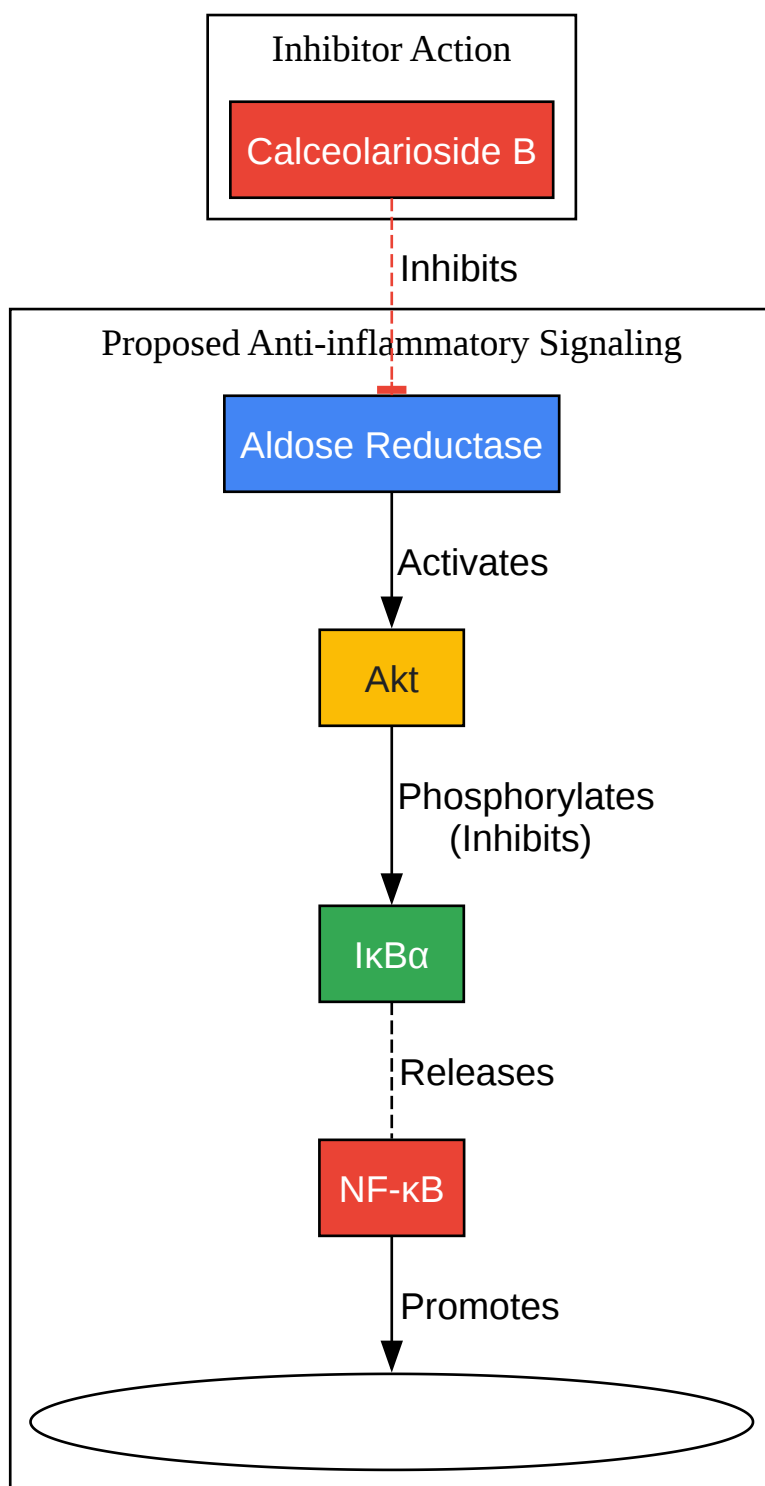 Inhibitor Action
Calceolarioside B
Inhibits
Proposed Anti-inflammatory Signaling
Aldose Reductase
Activates
Akt
Phosphorylates
(Inhibits)
IκBα
Releases
NF-κB
Promotes